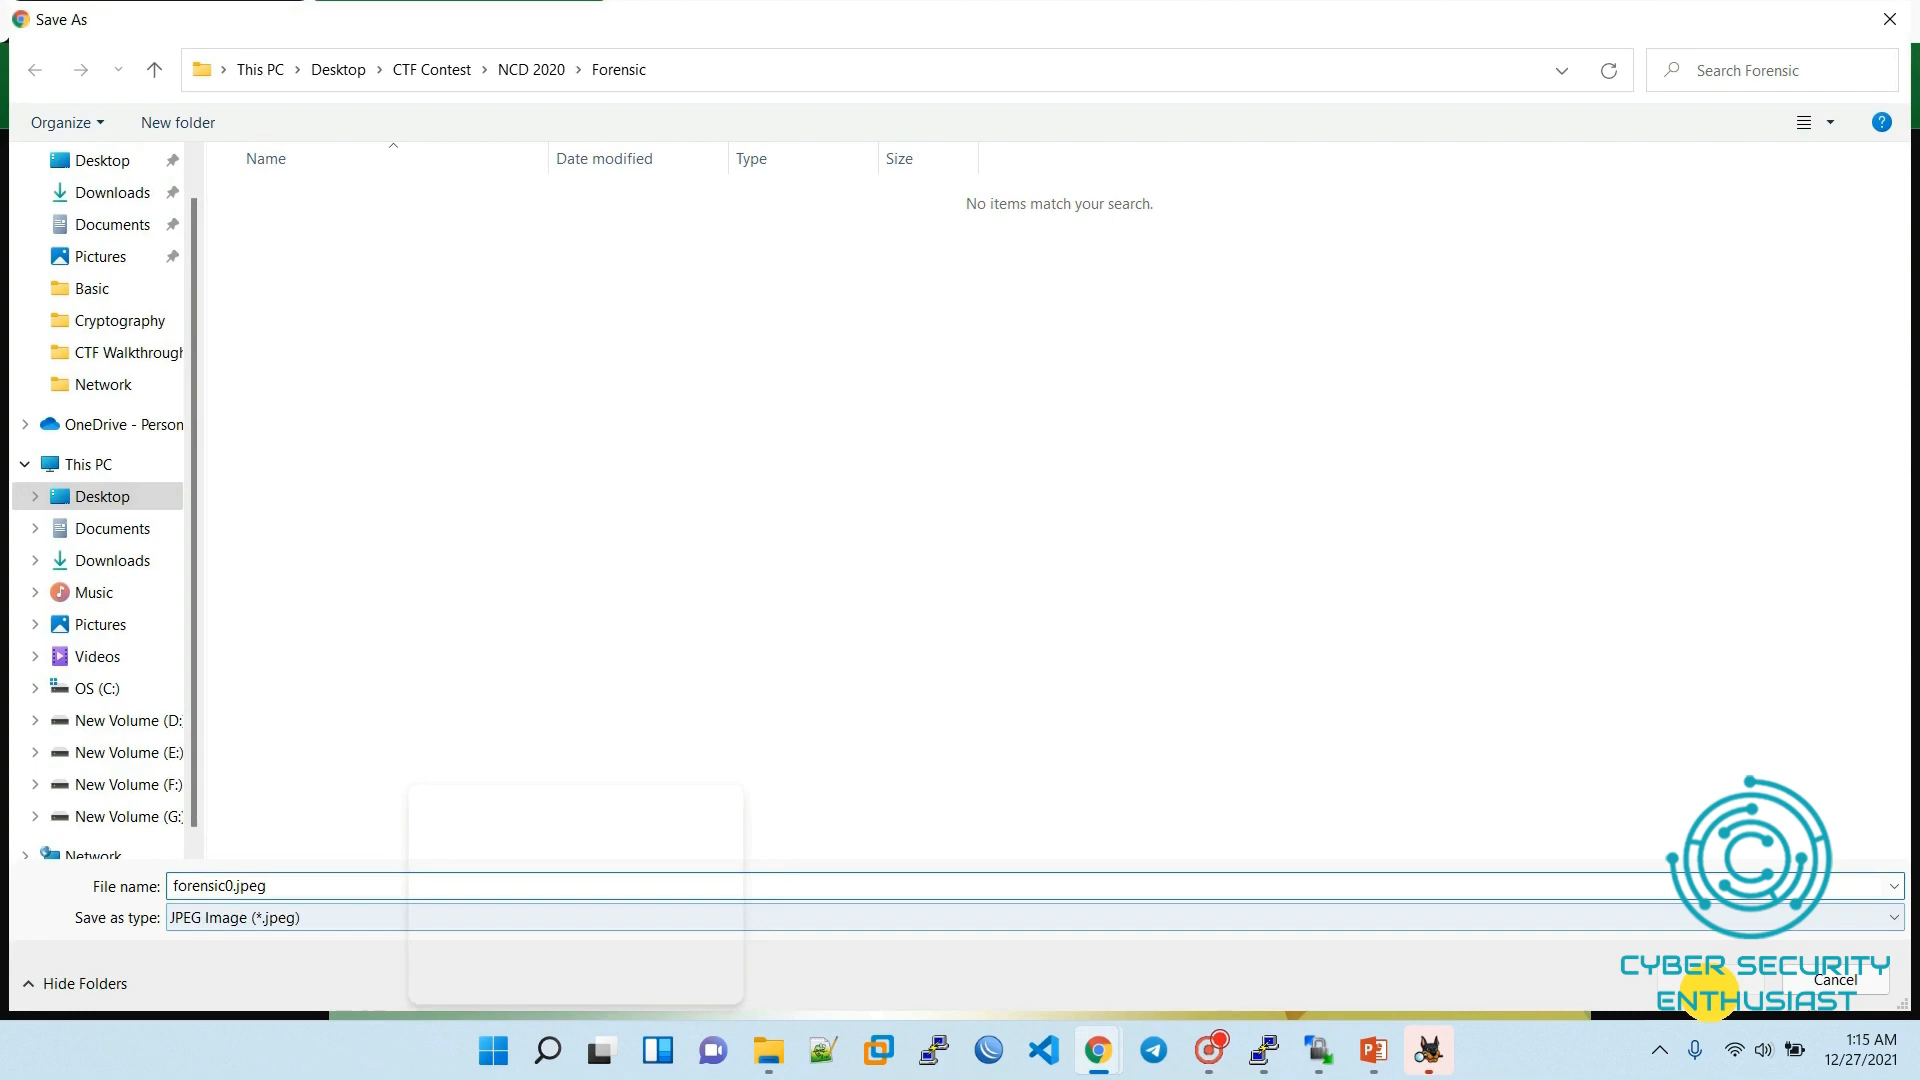 Save As
This PC > Desktop > CTF Contest > NCD 2020 > Forensic
Search Forensic
Organize
New folder
Name
Date modified
Type
Size
No items match your search.
Desktop
Downloads
Documents
Pictures
Basic
Cryptography
CTF Walkthrough
Network
OneDrive - Person
This PC
Desktop
Documents
Downloads
Music
Pictures
Videos
OS (C:)
New Volume (D:
New Volume (E:)
New Volume (F:)
New Volume (G:
Network
File name: forensic0.jpeg
Save as type: JPEG Image (*.jpeg)
Hide Folders
Cancel
CYBER SECURITY
ENTHUSIAST
1:15 AM
12/27/2021